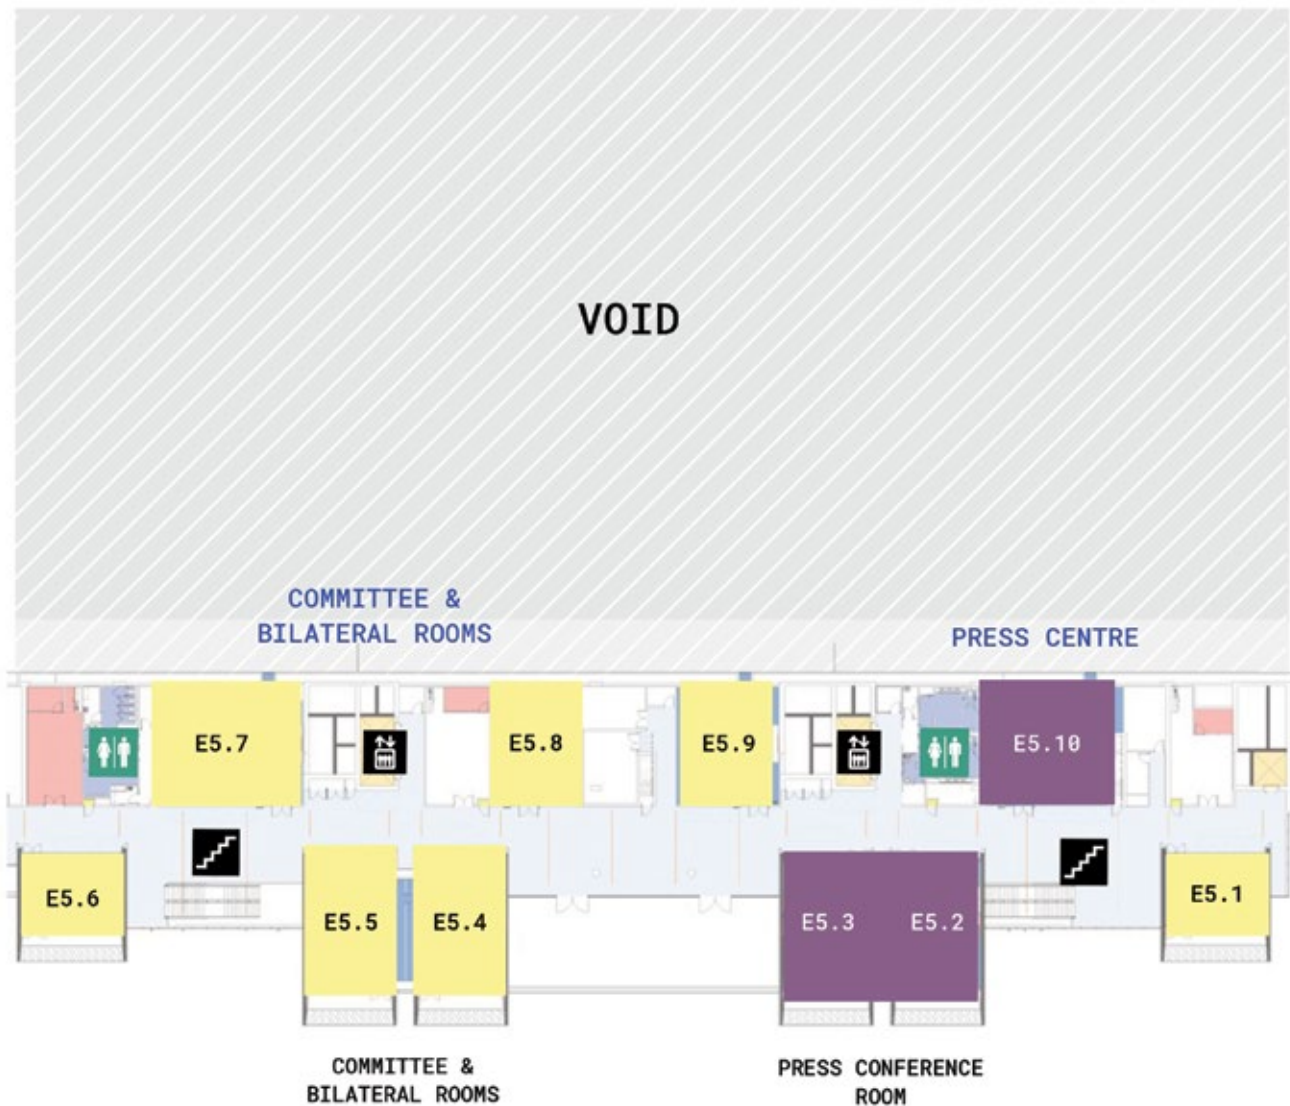 VOID
COMMITTEE &
BILATERAL ROOMS
PRESS CENTRE
E5.7
E5.8
E5.9
E5.10
E5.6
E5.5
E5.4
E5.3
E5.2
E5.1
COMMITTEE &
BILATERAL ROOMS
PRESS CONFERENCE
ROOM